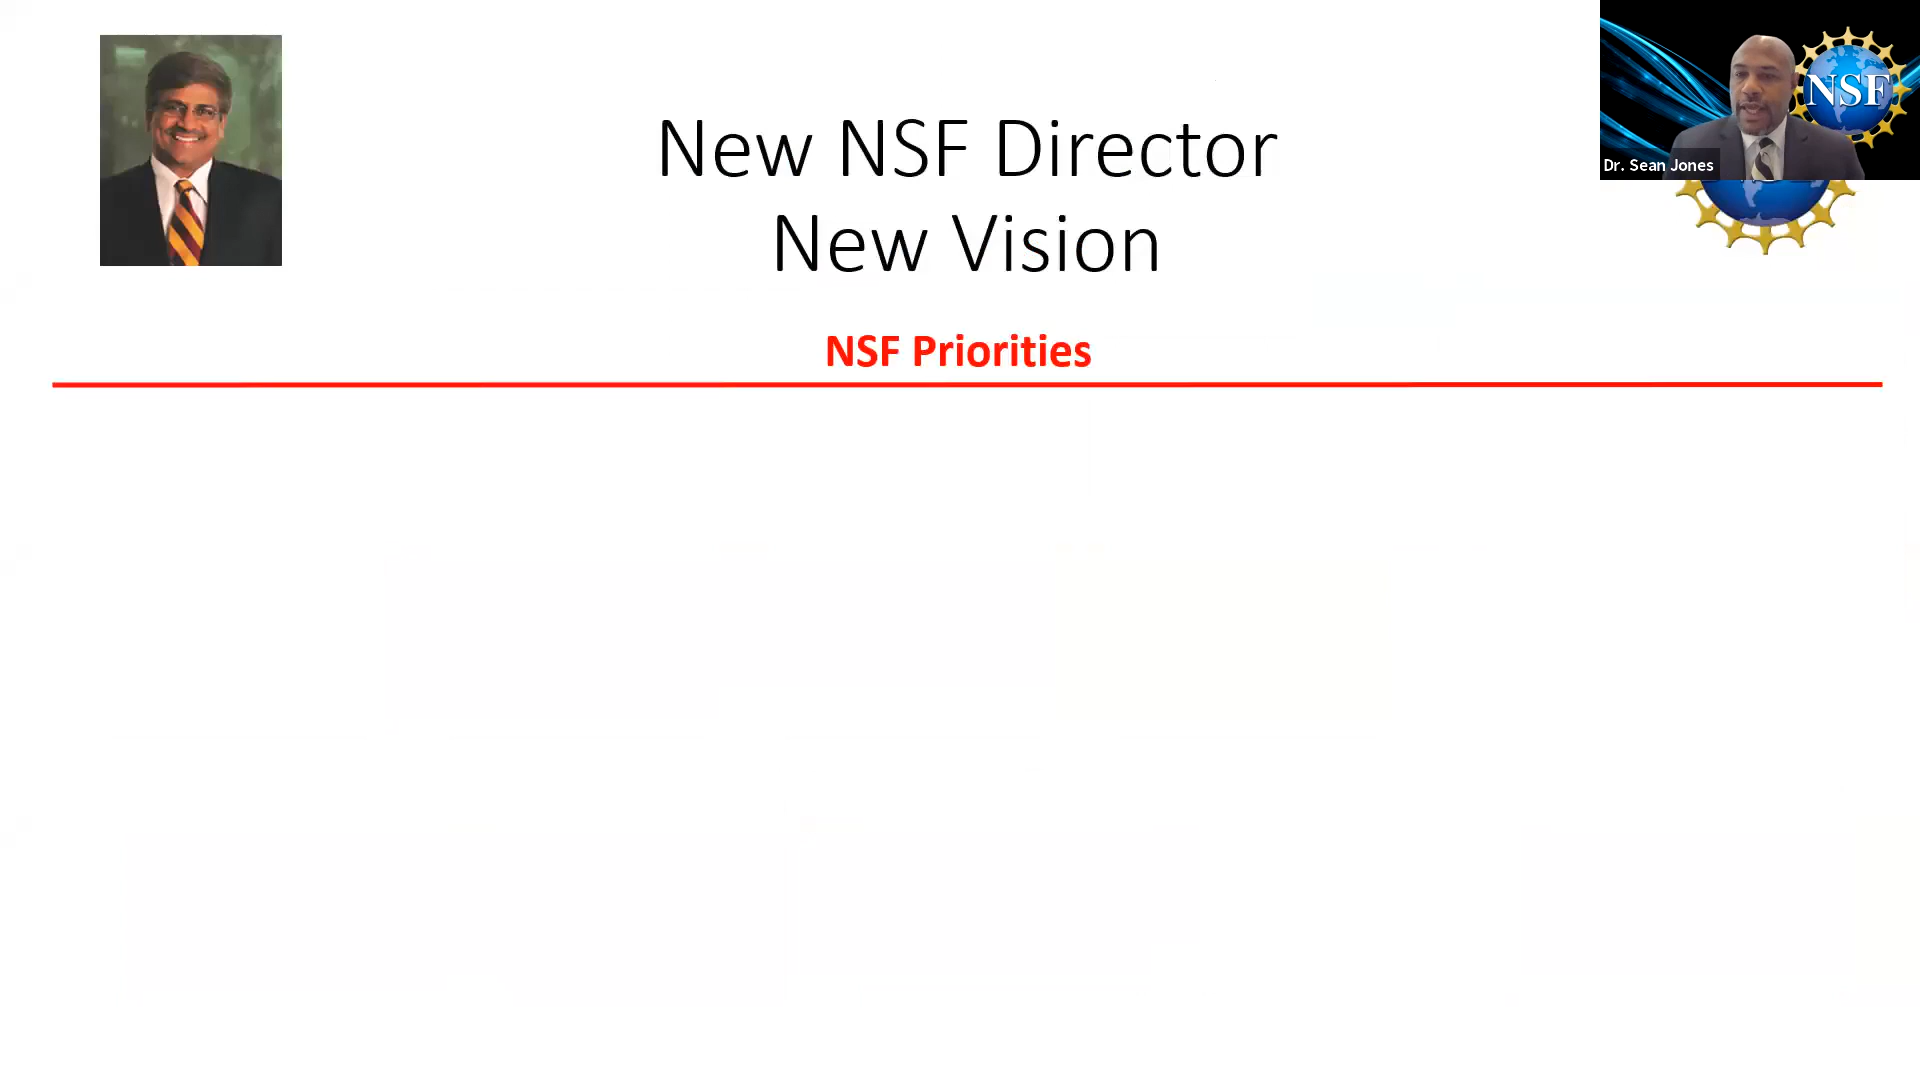 New NSF Director
New Vision
NSF
Dr. Sean Jones
NSF Priorities